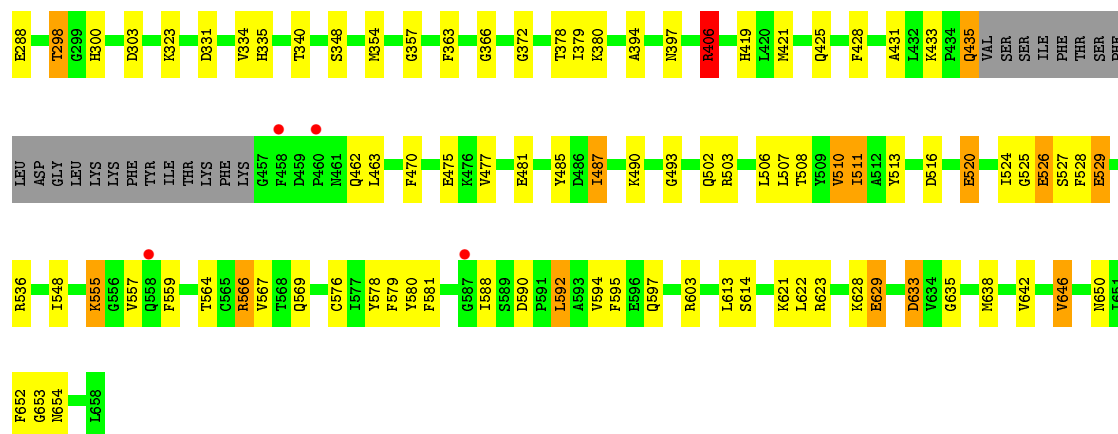 E288 T298 G299 H300 D303 K323 D331 V334 H335 T340 S348 M354 G357 F363 G366 G372 T378 I379 K380 A394 N397 R406 H419 L420 M421 Q425 F428 A431 L432 K433 P434 Q435 VAL SER SER ILE PHE THR SER PHE
LEU ASP GLY LEU LYS LYS PHE TYR ILE THR LYS PHE LYS G457 F458 D459 P460 N461 Q462 L463 F470 E475 K476 V477 E481 Y485 D486 I487 K490 G493 Q502 R503 L506 L507 T508 Y509 V510 I511 A512 Y513 D516 E520 I524 G525 E526 S527 F528 E529
R536 I548 K555 G556 V557 Q558 F559 T564 C565 R566 V567 T568 Q569 C576 I577 Y578 F579 Y580 F581 G587 I588 S589 D590 P591 L592 A593 V594 F595 E596 Q597 R603 L613 S614 K621 L622 R623 K628 E629 D633 V634 G635 M638 V642 V646 N650 I651
F652 G653 N654 L658